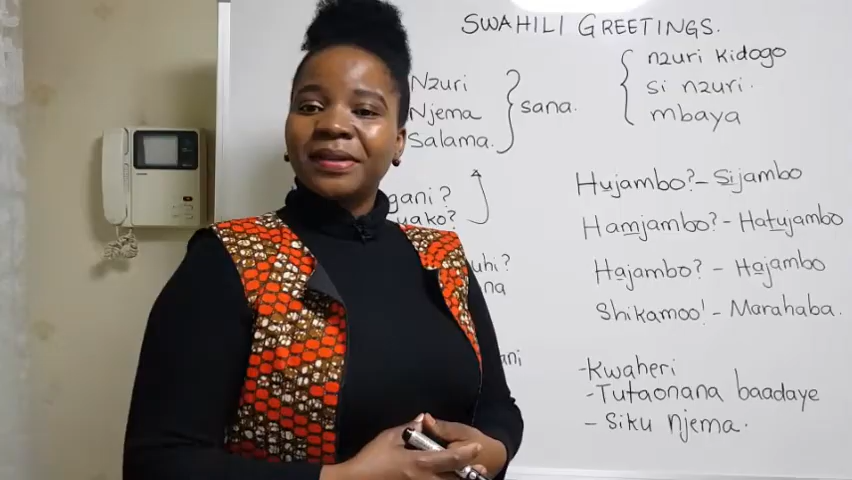 SWAHILI GREETINGS.
Nzuri
Njema
Salama.
sana.
nzuri kidogo
si nzuri.
mbaya
Hujambo? - Sijambo
Hamjambo? - Hatujambo
Hajambo? - Hajambo
Shikamoo! - Marahaba.
- Kwaheri
- Tutaonana baadaye
- Siku njema.